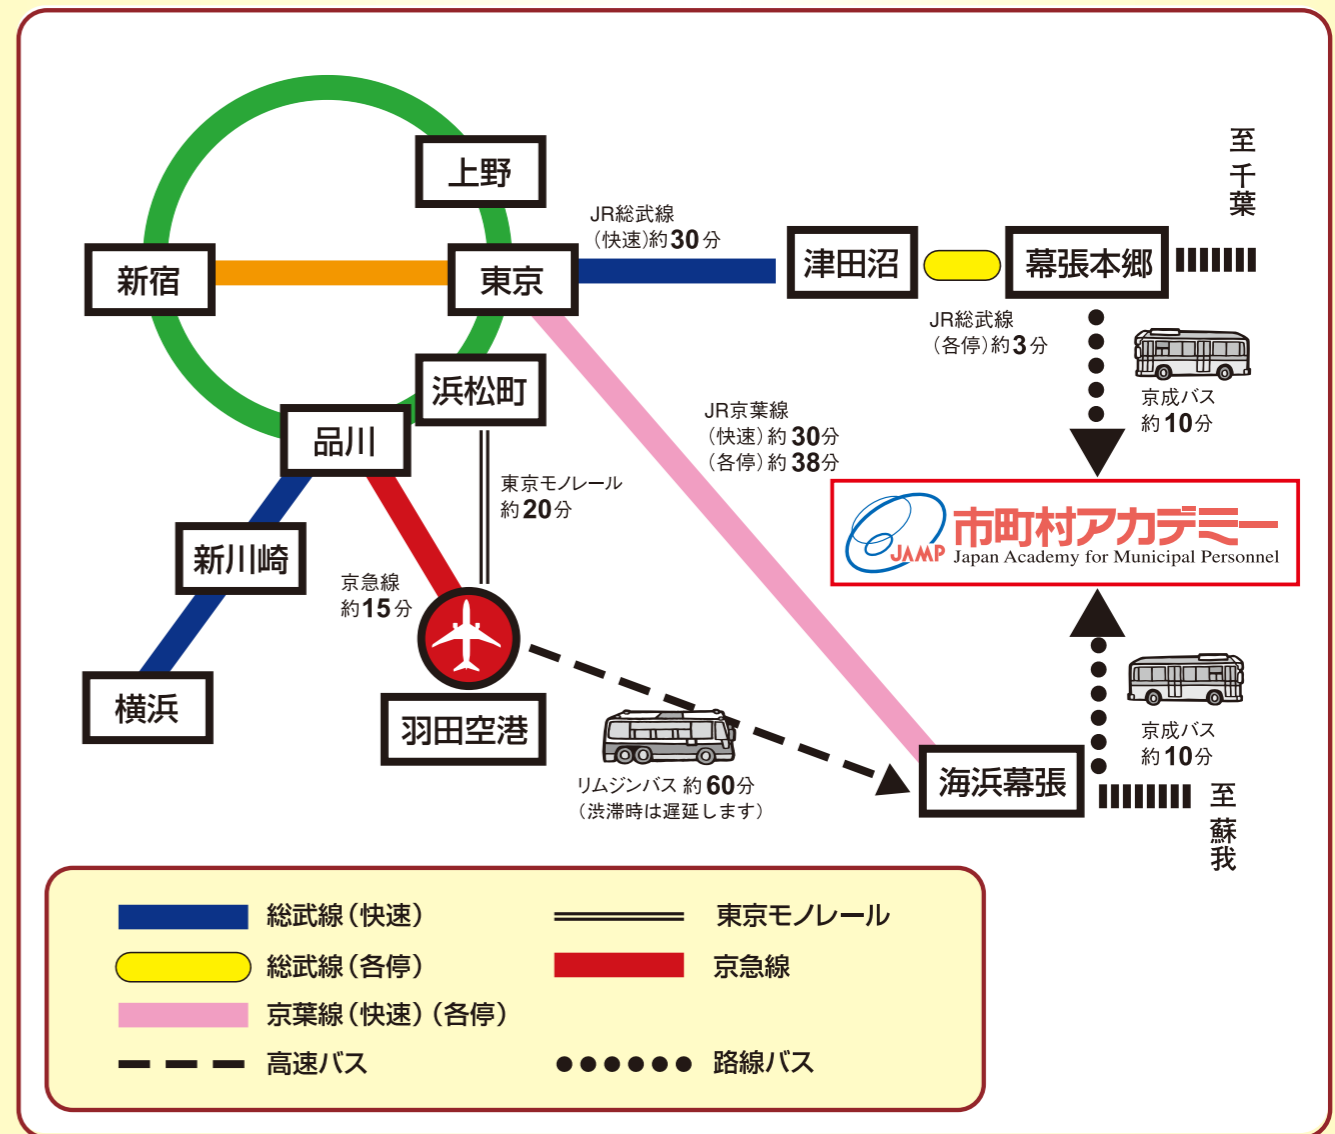 上野
至千葉
JR総武線
（快速）約30分
新宿
東京
津田沼
幕張本郷
JR総武線
（各停）約3分
浜松町
京成バス
約10分
JR京葉線
（快速）約30分
（各停）約38分
品川
東京モノレール
約20分
JAMP
市町村アカデミー
Japan Academy for Municipal Personnel
新川崎
京急線
約15分
横浜
羽田空港
京成バス
約10分
リムジンバス 約60分
（渋滞時は遅延します）
海浜幕張
至蘇我
総武線（快速）
東京モノレール
総武線（各停）
京急線
京葉線（快速）（各停）
高速バス
路線バス